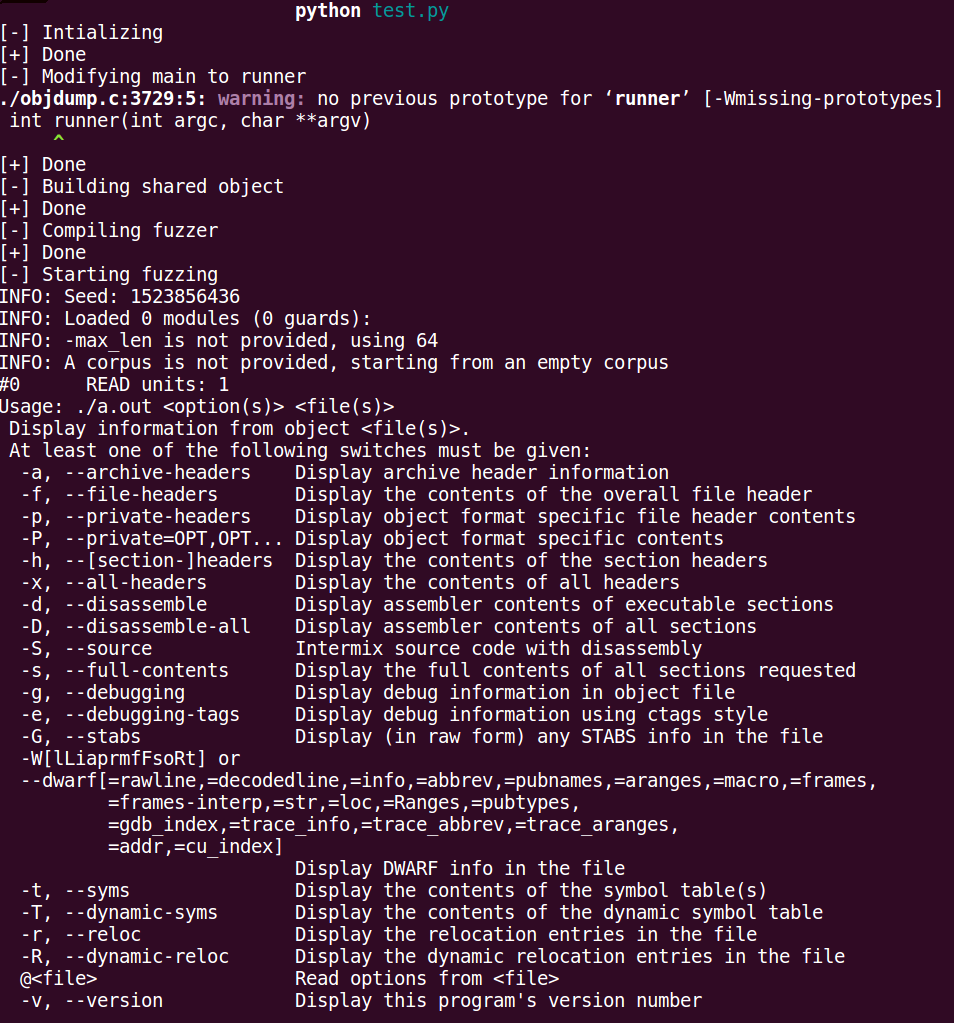 python test.py
[-] Intializing
[+] Done
[-] Modifying main to runner
./objdump.c:3729:5: warning: no previous prototype for ‘runner’ [-Wmissing-prototypes]
 int runner(int argc, char **argv)
     ^
[+] Done
[-] Building shared object
[+] Done
[-] Compiling fuzzer
[+] Done
[-] Starting fuzzing
INFO: Seed: 1523856436
INFO: Loaded 0 modules (0 guards):
INFO: -max_len is not provided, using 64
INFO: A corpus is not provided, starting from an empty corpus
#0      READ units: 1
Usage: ./a.out <option(s)> <file(s)>
 Display information from object <file(s)>.
 At least one of the following switches must be given:
  -a, --archive-headers    Display archive header information
  -f, --file-headers       Display the contents of the overall file header
  -p, --private-headers    Display object format specific file header contents
  -P, --private=OPT,OPT... Display object format specific contents
  -h, --[section-]headers  Display the contents of the section headers
  -x, --all-headers        Display the contents of all headers
  -d, --disassemble        Display assembler contents of executable sections
  -D, --disassemble-all    Display assembler contents of all sections
  -S, --source             Intermix source code with disassembly
  -s, --full-contents      Display the full contents of all sections requested
  -g, --debugging          Display debug information in object file
  -e, --debugging-tags     Display debug information using ctags style
  -G, --stabs              Display (in raw form) any STABS info in the file
  -W[lLiaprmfFsoRt] or
  --dwarf[=rawline,=decodedline,=info,=abbrev,=pubnames,=aranges,=macro,=frames,
          =frames-interp,=str,=loc,=Ranges,=pubtypes,
          =gdb_index,=trace_info,=trace_abbrev,=trace_aranges,
          =addr,=cu_index]
                           Display DWARF info in the file
  -t, --syms               Display the contents of the symbol table(s)
  -T, --dynamic-syms       Display the contents of the dynamic symbol table
  -r, --reloc              Display the relocation entries in the file
  -R, --dynamic-reloc      Display the dynamic relocation entries in the file
  @<file>                  Read options from <file>
  -v, --version            Display this program's version number